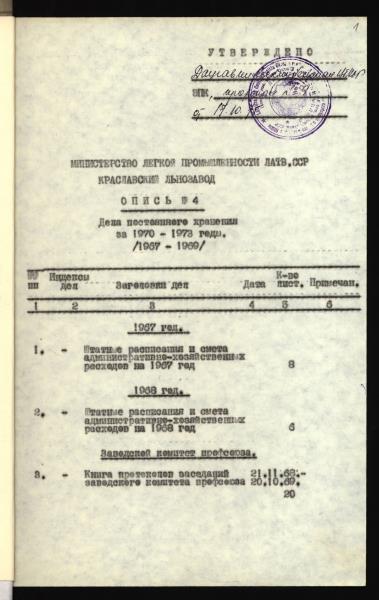 1
УТВЕРЖДЕНО
ЭПК, протокол
от 17.10.
МИНИСТЕРСТВО ЛЕГКОЙ ПРОМЫШЛЕННОСТИ ЛАТВ.ССР
КРАСЛАВСКИЙ ЛЬНОЗАВОД
ОПИСЬ № 4
Дела постоянного хранения
за 1970 - 1973 годы.
/1967 - 1969/
№№ пп Индексы дел Заголовки дел Дата К-во лист. Примечан.
1 2 3 4 5 6
1967 год.
1. - Штатные расписания и смета
административно-хозяйственных
расходов на 1967 год 8
1968 год.
2. - Штатные расписания и смета
административно-хозяйственных
расходов на 1968 год 6
Заводской комитет профсоюза.
3. - Книга протоколов заседаний 21.11.68.-
заводского комитета профсоюза 20.10.69.
20